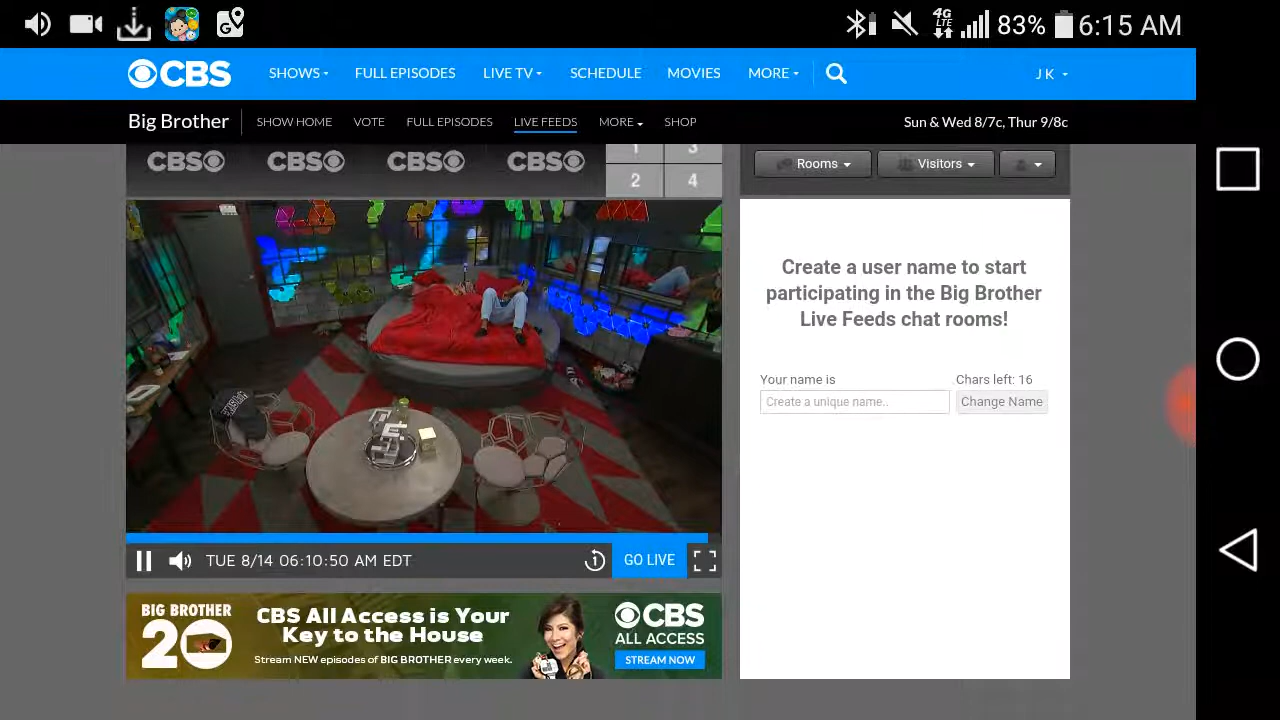 4G
LTE
83%
6:15 AM
CBS
SHOWS
FULL EPISODES
LIVE TV
SCHEDULE
MOVIES
MORE
J K
Big Brother
SHOW HOME
VOTE
FULL EPISODES
LIVE FEEDS
MORE
SHOP
Sun & Wed 8/7c, Thur 9/8c
CBS
CBS
CBS
CBS
1
3
2
4
Rooms
Visitors
Create a user name to start
participating in the Big Brother
Live Feeds chat rooms!
Your name is
Chars left: 16
Create a unique name..
Change Name
TUE 8/14 06:10:50 AM EDT
1
GO LIVE
BIG BROTHER
20
CBS All Access is Your
Key to the House
Stream NEW episodes of BIG BROTHER every week.
CBS
ALL ACCESS
STREAM NOW